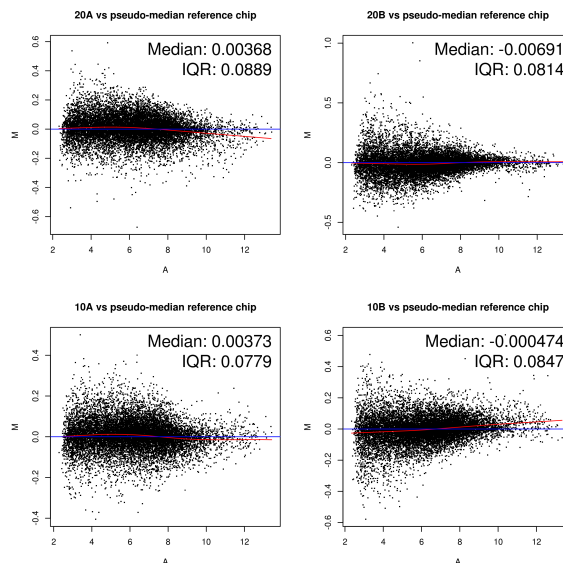 20A vs pseudo-median reference chip
Median: 0.00368
IQR: 0.0889
0.6
0.4
0.2
0.0
-0.2
-0.4
-0.6
M
2 4 6 8 10 12
A
20B vs pseudo-median reference chip
Median: -0.00691
IQR: 0.0814
1.0
0.5
0.0
-0.5
M
2 4 6 8 10 12
A
10A vs pseudo-median reference chip
Median: 0.00373
IQR: 0.0779
0.4
0.2
0.0
-0.2
-0.4
M
2 4 6 8 10 12
A
10B vs pseudo-median reference chip
Median: -0.000474
IQR: 0.0847
0.6
0.4
0.2
0.0
-0.2
-0.4
-0.6
M
2 4 6 8 10 12
A